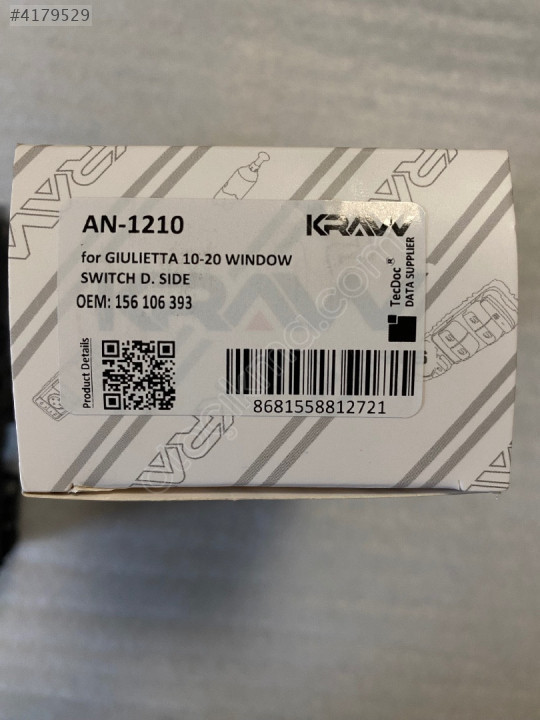 #4179529
AN-1210
KRAW
for GIULIETTA 10-20 WINDOW
SWITCH D. SIDE
OEM: 156 106 393
TecDoc®
DATA SUPPLIER
Product Details
8681558812721
KRAW